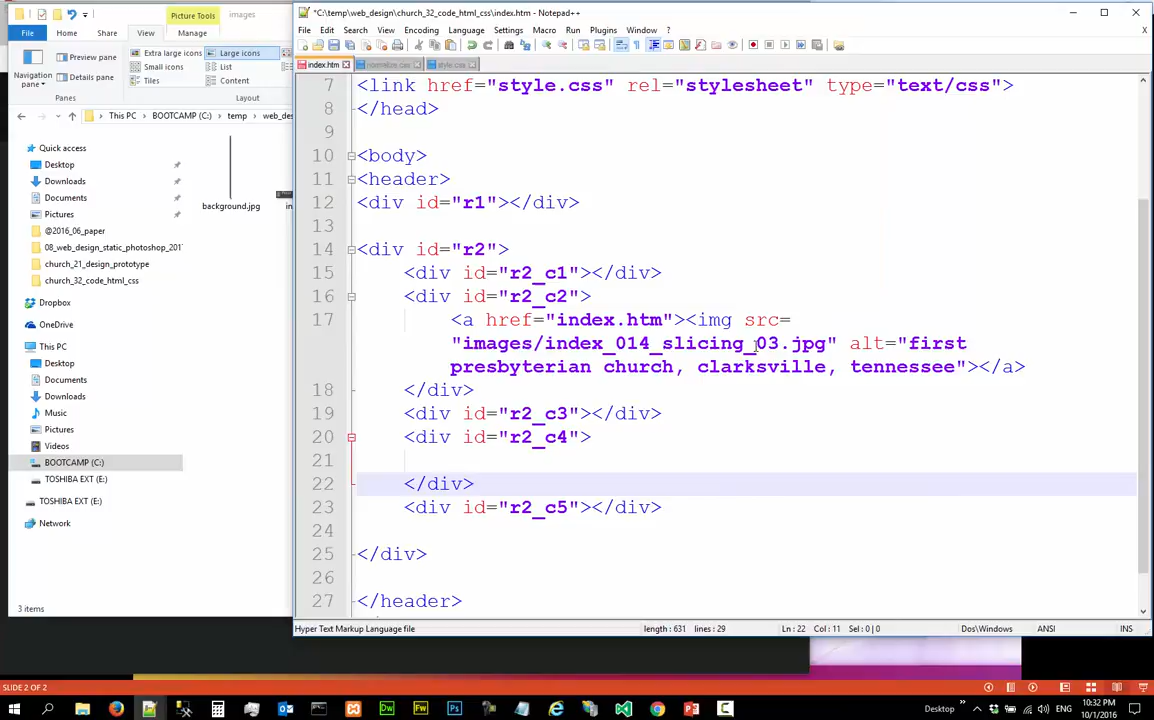 Picture Tools
images
File
Home
Share
View
Manage
Navigation
pane
Preview pane
Details pane
Panes
Extra large icons
Large icons
Small icons
List
Tiles
Content
Layout
This PC
BOOTCAMP (C:)
temp
Quick access
Desktop
Downloads
Documents
Pictures
@2016_06_paper
08_web_design_static_photoshop_201
church_21_design_prototype
church_32_code_html_css
Dropbox
OneDrive
This PC
Desktop
Documents
Downloads
Music
Pictures
Videos
BOOTCAMP (C:)
TOSHIBA EXT (E:)
TOSHIBA EXT (E:)
Network
background.jpg
3 items
*C:\temp\web_design\church_32_code_html_css\index.htm - Notepad++
File Edit Search View Encoding Language Settings Macro Run Plugins Window ?
X
index.htm
normalize.css
style.css
7 <link href="style.css" rel="stylesheet" type="text/css">
8 </head>
9
10 <body>
11 <header>
12 <div id="r1"></div>
13
14 <div id="r2">
15 <div id="r2_c1"></div>
16 <div id="r2_c2">
17 <a href="index.htm"><img src=
"images/index_014_slicing_03.jpg" alt="first
presbyterian church, clarksville, tennessee"></a>
18 </div>
19 <div id="r2_c3"></div>
20 <div id="r2_c4">
21
22 </div>
23 <div id="r2_c5"></div>
24
25 </div>
26
27 </header>
Hyper Text Markup Language file
length : 631 lines : 29
Ln : 22 Col : 11 Sel : 0 | 0
Dos\Windows
ANSI
INS
SLIDE 2 OF 2
Desktop
ENG
10:32 PM
10/1/2016